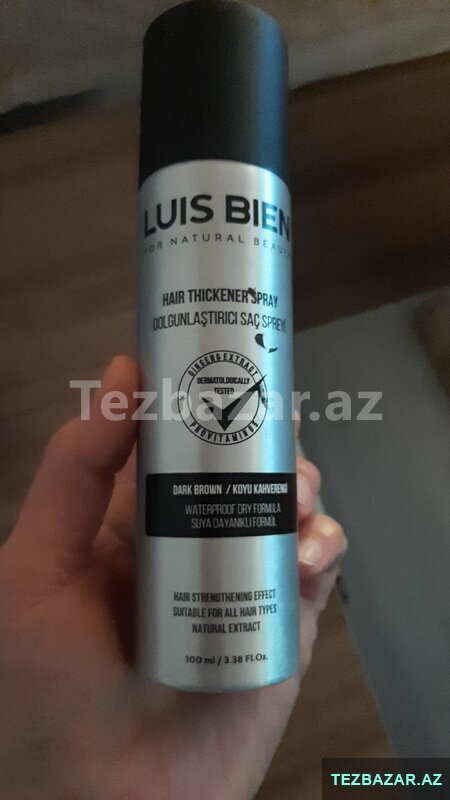 LUIS BIEN
FOR NATURAL BEAUTY
HAIR THICKENER SPRAY
DOLGUNLAŞTIRICI SAÇ SPREYİ
GINSENG EXTRACT
DERMATOLOGICALLY
TESTED
PROVITAMINB5
Tezbazar.az
DARK BROWN / KOYU KAHVERENGİ
WATERPROOF DRY FORMULA
SUYA DAYANIKLI FORMÜL
HAIR STRENGTHENING EFFECT
SUITABLE FOR ALL HAIR TYPES
NATURAL EXTRACT
100 ml / 3.38 Fl.Oz.
TEZBAZAR.AZ